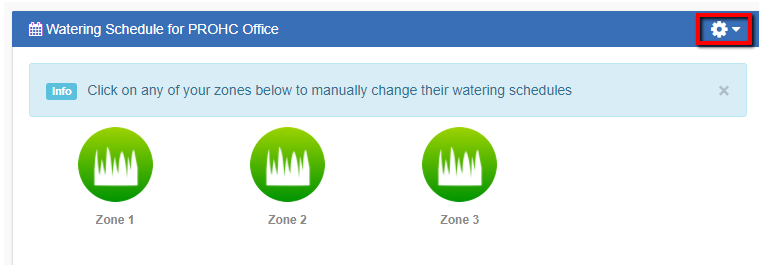 Watering Schedule for PROHC Office
Info Click on any of your zones below to manually change their watering schedules ×
Zone 1 Zone 2 Zone 3